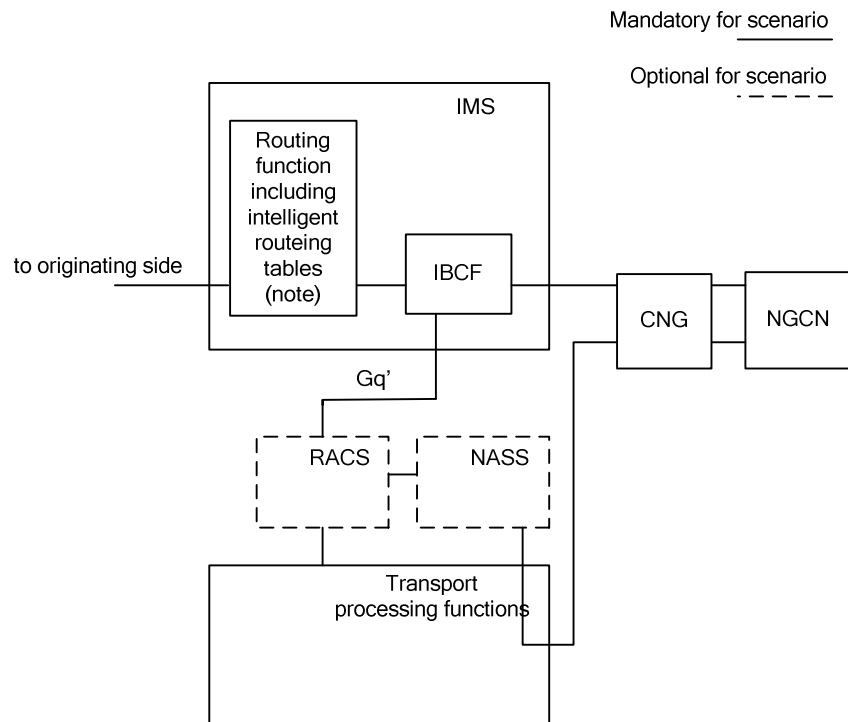 Mandatory for scenario
Optional for scenario
IMS
Routing
function
including
intelligent
routeing
tables
(note)
to originating side
IBCF
CNG
NGCN
Gq’
RACS
NASS
Transport
processing functions